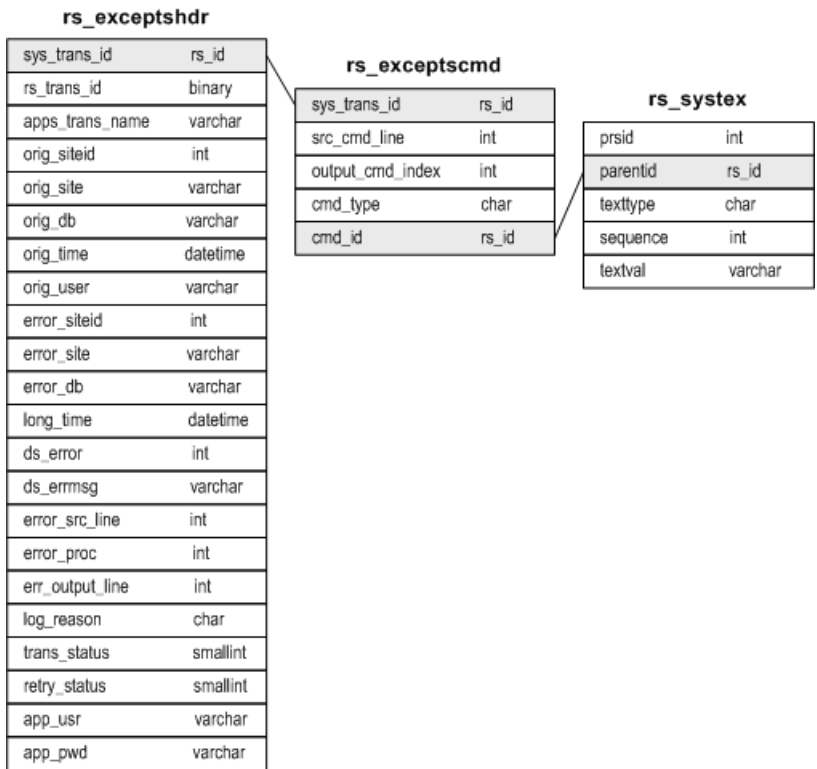 rs_exceptshdr
sys_trans_id rs_id
rs_trans_id binary
apps_trans_name varchar
orig_siteid int
orig_site varchar
orig_db varchar
orig_time datetime
orig_user varchar
error_siteid int
error_site varchar
error_db varchar
long_time datetime
ds_error int
ds_errmsg varchar
error_src_line int
error_proc int
err_output_line int
log_reason char
trans_status smallint
retry_status smallint
app_usr varchar
app_pwd varchar
rs_exceptscmd
sys_trans_id rs_id
src_cmd_line int
output_cmd_index int
cmd_type char
cmd_id rs_id
rs_systex
prsid int
parentid rs_id
texttype char
sequence int
textval varchar